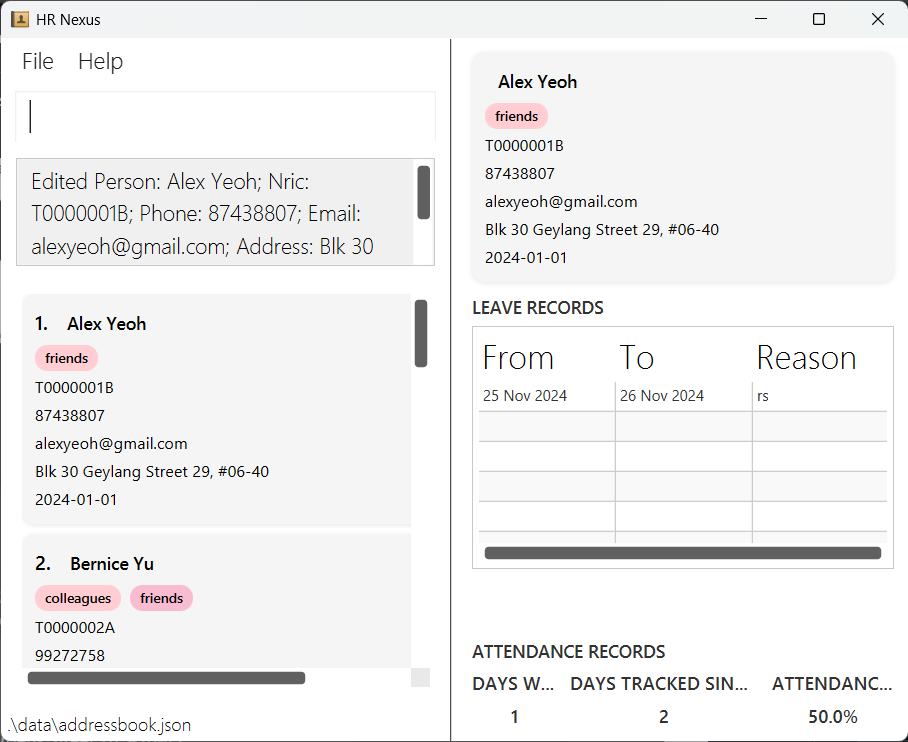 HR Nexus
File Help
Edited Person: Alex Yeoh; Nric:
T0000001B; Phone: 87438807; Email:
alexyeoh@gmail.com; Address: Blk 30
1. Alex Yeoh
friends
T0000001B
87438807
alexyeoh@gmail.com
Blk 30 Geylang Street 29, #06-40
2024-01-01
2. Bernice Yu
colleagues friends
T0000002A
99272758
.\data\addressbook.json
Alex Yeoh
friends
T0000001B
87438807
alexyeoh@gmail.com
Blk 30 Geylang Street 29, #06-40
2024-01-01
LEAVE RECORDS
From To Reason
25 Nov 2024 26 Nov 2024 rs
ATTENDANCE RECORDS
DAYS W... DAYS TRACKED SIN... ATTENDANC...
1 2 50.0%